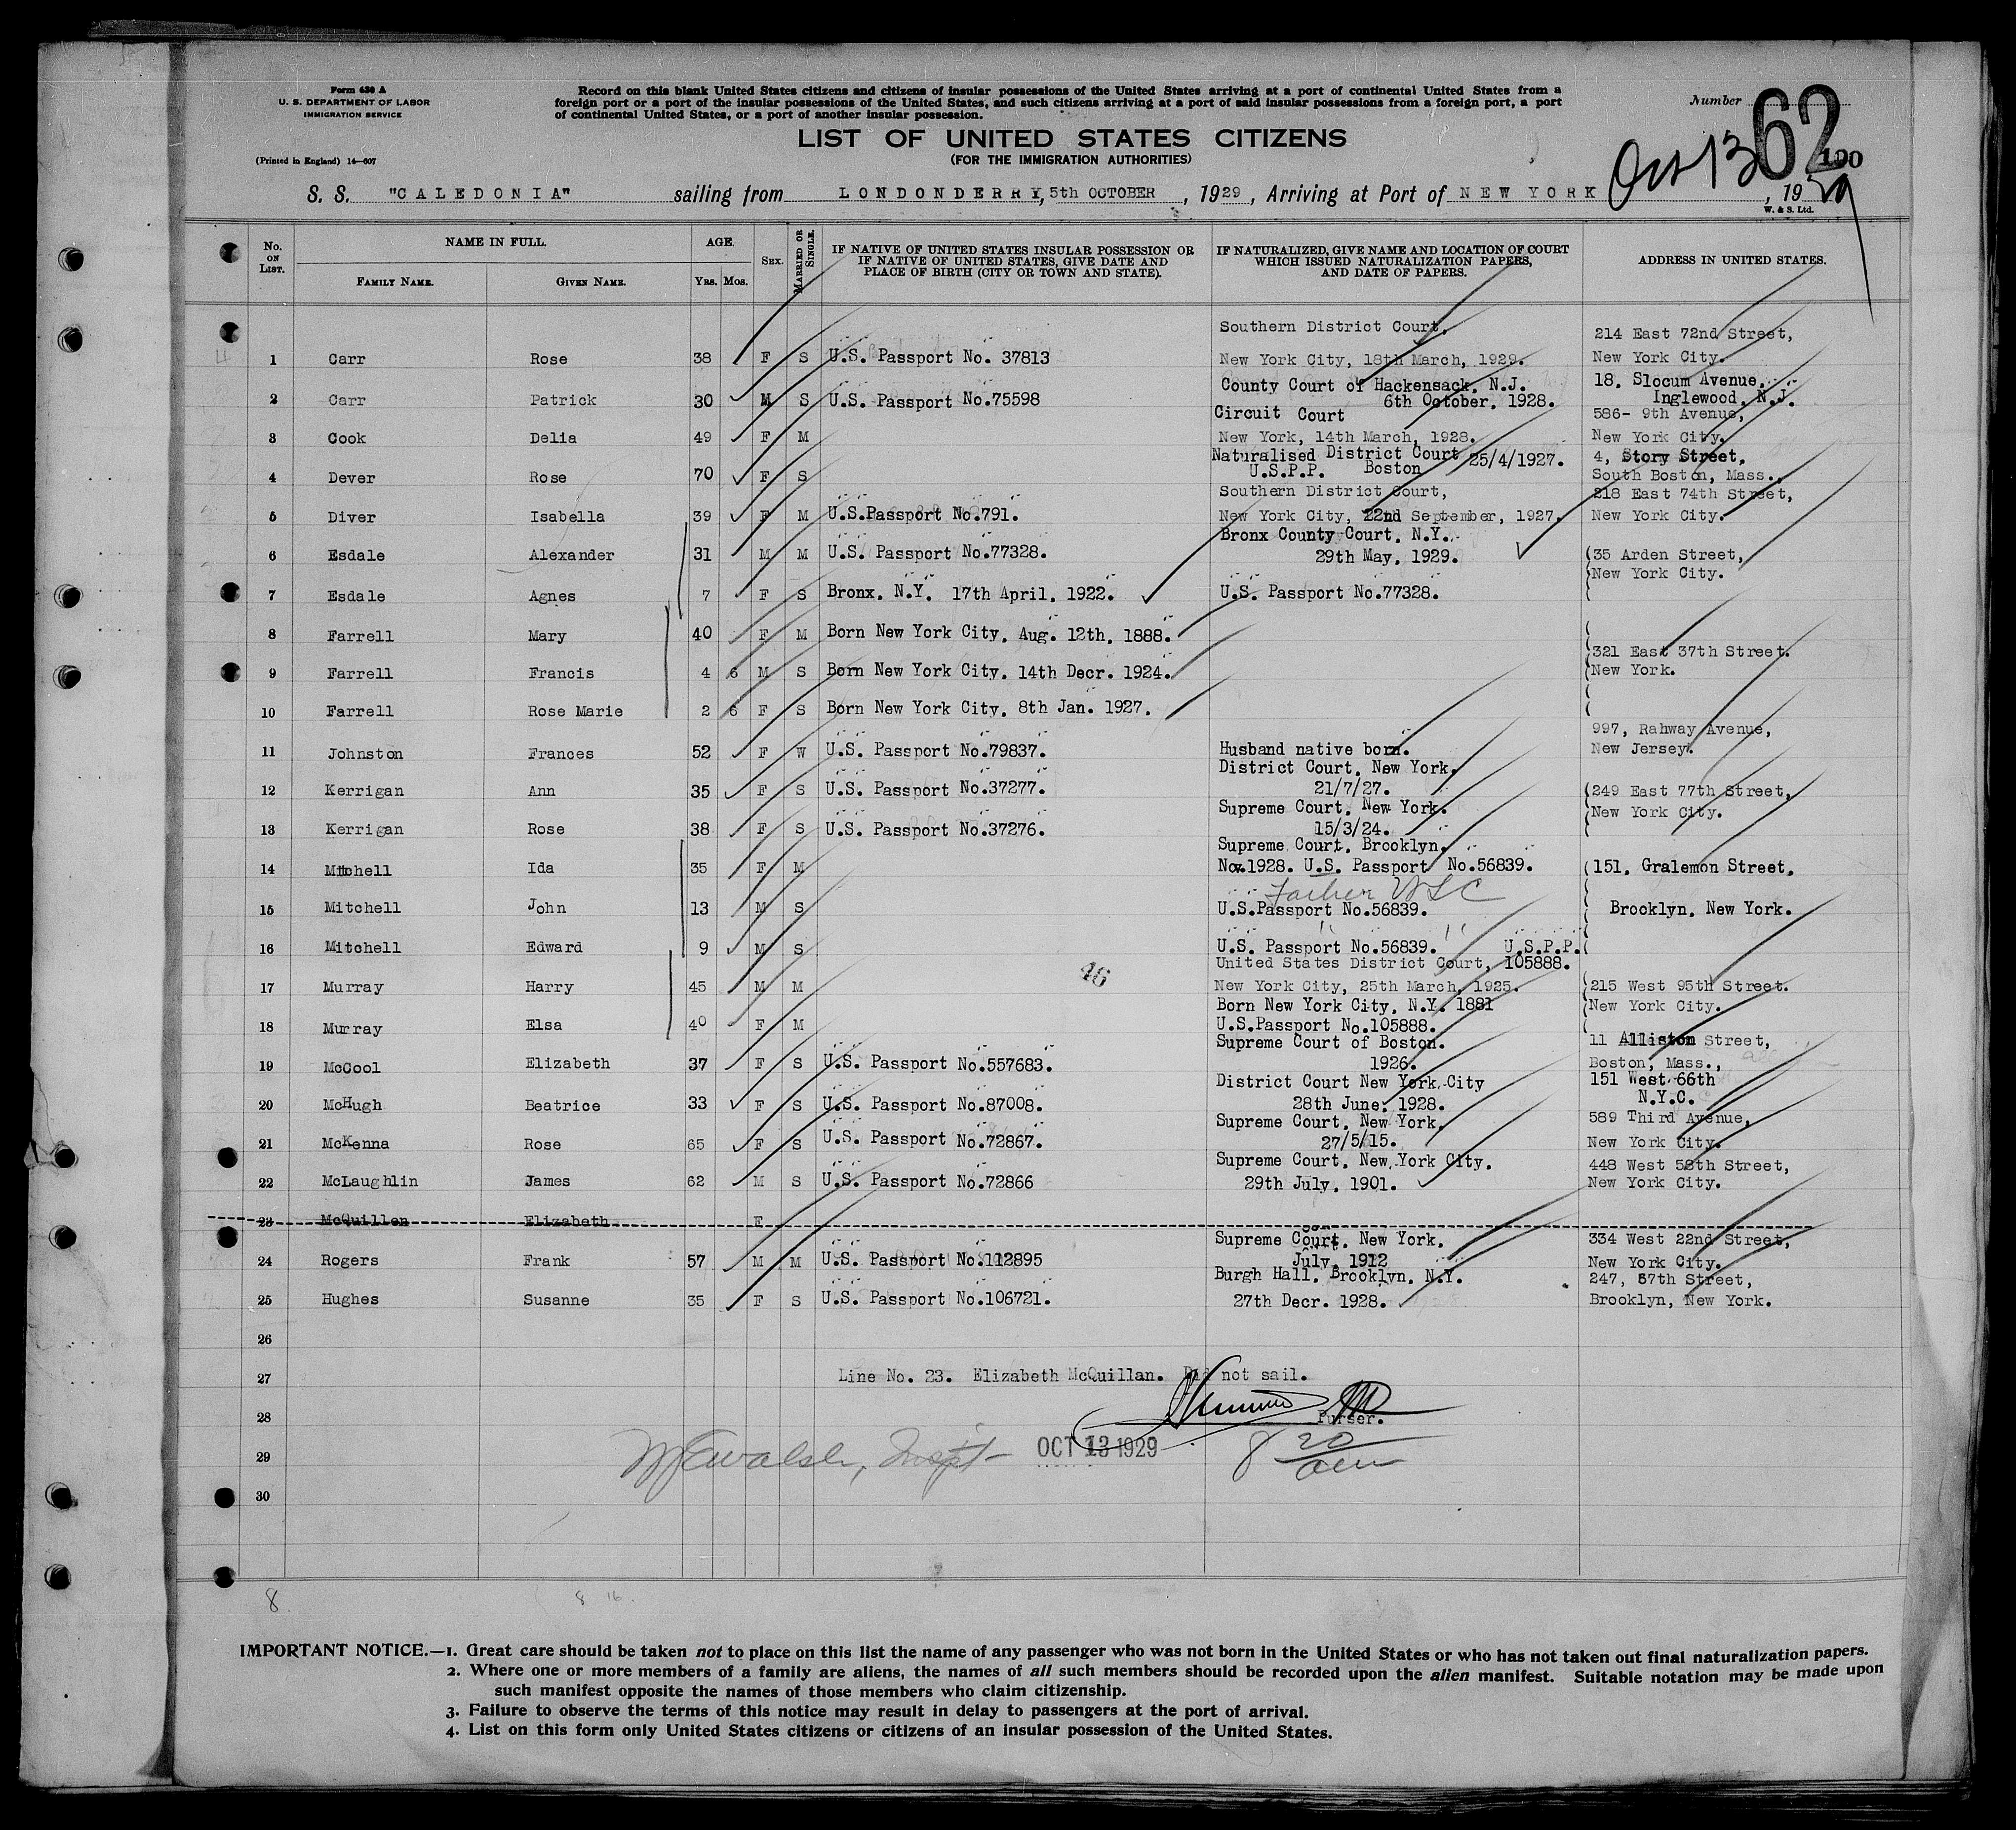 Form 630 A
U. S. DEPARTMENT OF LABOR
IMMIGRATION SERVICE
(Printed in England) 14—607
Record on this blank United States citizens and citizens of insular possessions of the United States arriving at a port of continental United States from a
foreign port or a port of the insular possessions of the United States, and such citizens arriving at a port of said insular possessions from a foreign port, a port
of continental United States, or a port of another insular possession.
Number 62
100
LIST OF UNITED STATES CITIZENS
(FOR THE IMMIGRATION AUTHORITIES)
S. S. "CALEDONIA" sailing from LONDONDERRY, 5th OCTOBER, 1929, Arriving at Port of NEW YORK Oct 13, 1929
W. & S. Ltd.
No. ON LIST. NAME IN FULL. AGE. SEX. MARRIED OR SINGLE. IF NATIVE OF UNITED STATES INSULAR POSSESSION OR IF NATIVE OF UNITED STATES, GIVE DATE AND PLACE OF BIRTH (CITY OR TOWN AND STATE). IF NATURALIZED, GIVE NAME AND LOCATION OF COURT WHICH ISSUED NATURALIZATION PAPERS, AND DATE OF PAPERS. ADDRESS IN UNITED STATES.
FAMILY NAME. GIVEN NAME. YRS. MOS.
1 Carr Rose 38 F S U.S. Passport No. 37813 Southern District Court, New York City, 18th March, 1929. 214 East 72nd Street, New York City.
2 Carr Patrick 30 M S U.S. Passport No.75598 County Court of Hackensack, N.J. 6th October, 1928. 18, Slocum Avenue, Inglewood, N.J.
3 Cook Delia 49 F M Circuit Court New York, 14th March, 1928. 586- 9th Avenue, New York City.
4 Dever Rose 70 F S Naturalised District Court U.S.P.P. Boston 25/4/1927. 4, Story Street, South Boston, Mass.,
5 Diver Isabella 39 F M U.S.Passport No.791. Southern District Court, New York City, 22nd September, 1927. 218 East 74th Street, New York City.
6 Esdale Alexander 31 M M U.S. Passport No.77328. Bronx County Court, N.Y. 29th May, 1929. 35 Arden Street, New York City.
7 Esdale Agnes 7 F S Bronx, N.Y. 17th April, 1922. U.S. Passport No.77328.
8 Farrell Mary 40 F M Born New York City, Aug. 12th, 1888.
9 Farrell Francis 4 6 M S Born New York City, 14th Decr. 1924. 321 East 37th Street. New York.
10 Farrell Rose Marie 2 6 F S Born New York City, 8th Jan. 1927.
11 Johnston Frances 52 F W U.S. Passport No.79837. Husband native born. 997, Rahway Avenue, New Jersey.
12 Kerrigan Ann 35 F S U.S. Passport No.37277. District Court, New York. 21/7/27. 249 East 77th Street, New York City.
13 Kerrigan Rose 38 F S U.S. Passport No.37276. Supreme Court, New York. 15/3/24.
14 Mitchell Ida 35 F M Supreme Court, Brooklyn. Nov.1928. U.S. Passport No.56839. 151, Gralemon Street,
15 Mitchell John 13 M S Father USC U.S.Passport No.56839. Brooklyn, New York.
16 Mitchell Edward 9 M S " " U.S. Passport No.56839.
17 Murray Harry 45 M M U.S.P.P. United States District Court, 105888. New York City, 25th March, 1925. 215 West 95th Street. New York City.
46
18 Murray Elsa 40 F M Born New York City, N.Y. 1881 U.S.Passport No.105888.
19 McCool Elizabeth 37 F S U.S. Passport No.557683. Supreme Court of Boston. 1926. 11 Alliston Street, Boston, Mass.,
20 McHugh Beatrice 33 F S U.S. Passport No.87008. District Court New York City 28th June, 1928. 151 West 66th N.Y.C.
21 McKenna Rose 65 F S U.S. Passport No.72867. Supreme Court, New York. 27/5/15. 589 Third Avenue, New York City.
22 McLaughlin James 62 M S U.S. Passport No.72866 Supreme Court, New York City. 29th July, 1901. 448 West 58th Street, New York City.
23 McQuillen Elizabeth F
24 Rogers Frank 57 M M U.S. Passport No.112895 Supreme Court, New York. July, 1912 334 West 22nd Street, New York City.
25 Hughes Susanne 35 F S U.S. Passport No.106721. Burgh Hall, Brooklyn, N.Y. 27th Decr. 1928. 247, 57th Street, Brooklyn, New York.
26
27 Line No. 23. Elizabeth McQuillan. Did not sail.
28 Purser.
29 OCT 13 1929
30
8
8 16
IMPORTANT NOTICE.—1. Great care should be taken not to place on this list the name of any passenger who was not born in the United States or who has not taken out final naturalization papers.
2. Where one or more members of a family are aliens, the names of all such members should be recorded upon the alien manifest. Suitable notation may be made upon
such manifest opposite the names of those members who claim citizenship.
3. Failure to observe the terms of this notice may result in delay to passengers at the port of arrival.
4. List on this form only United States citizens or citizens of an insular possession of the United States.